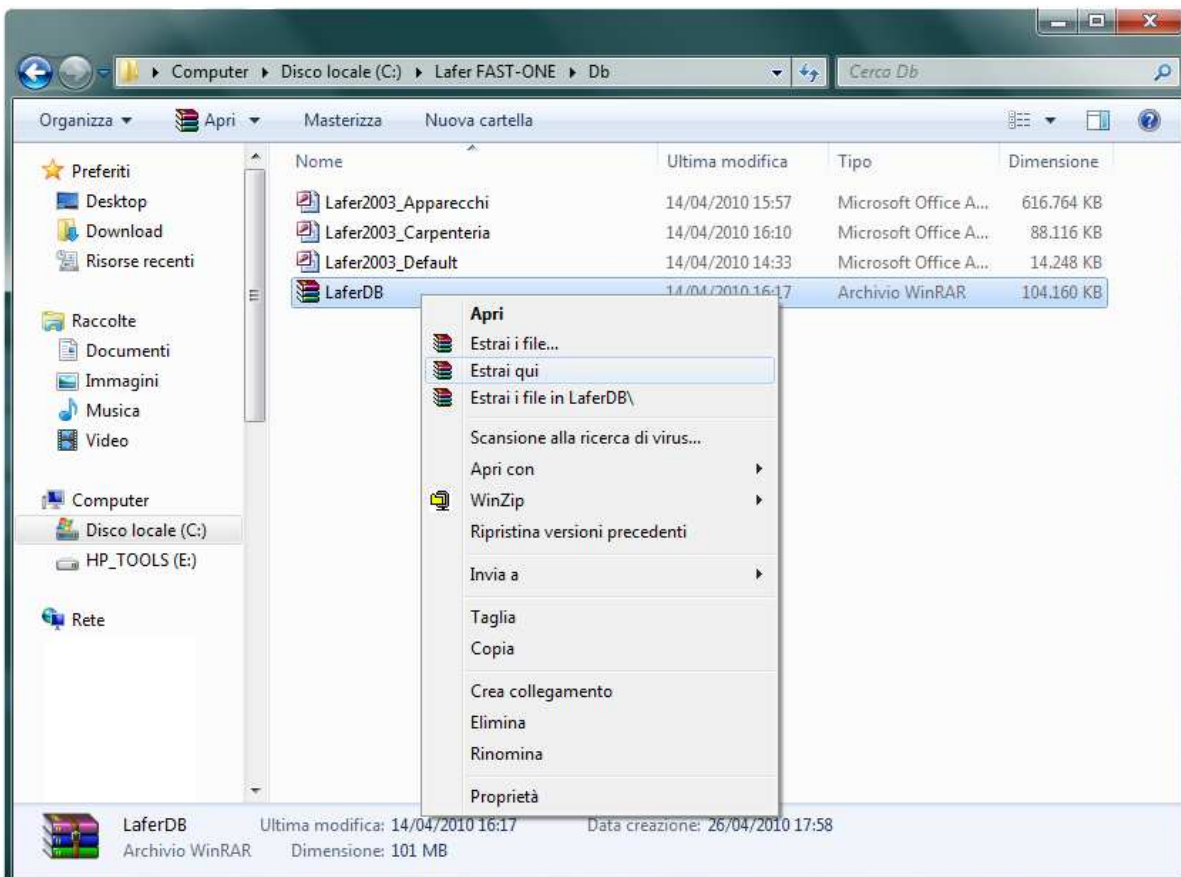 Computer ▸ Disco locale (C:) ▸ Lafer FAST-ONE ▸ Db
Cerca Db
Organizza
Apri
Masterizza
Nuova cartella
Preferiti
Desktop
Download
Risorse recenti
Raccolte
Documenti
Immagini
Musica
Video
Computer
Disco locale (C:)
HP_TOOLS (E:)
Rete
Nome Ultima modifica Tipo Dimensione
Lafer2003_Apparecchi 14/04/2010 15:57 Microsoft Office A... 616.764 KB
Lafer2003_Carpenteria 14/04/2010 16:10 Microsoft Office A... 88.116 KB
Lafer2003_Default 14/04/2010 14:33 Microsoft Office A... 14.248 KB
LaferDB 14/04/2010 16:17 Archivio WinRAR 104.160 KB
Apri
Estrai i file...
Estrai qui
Estrai i file in LaferDB\
Scansione alla ricerca di virus...
Apri con
WinZip
Ripristina versioni precedenti
Invia a
Taglia
Copia
Crea collegamento
Elimina
Rinomina
Proprietà
LaferDB Ultima modifica: 14/04/2010 16:17 Data creazione: 26/04/2010 17:58
Archivio WinRAR Dimensione: 101 MB